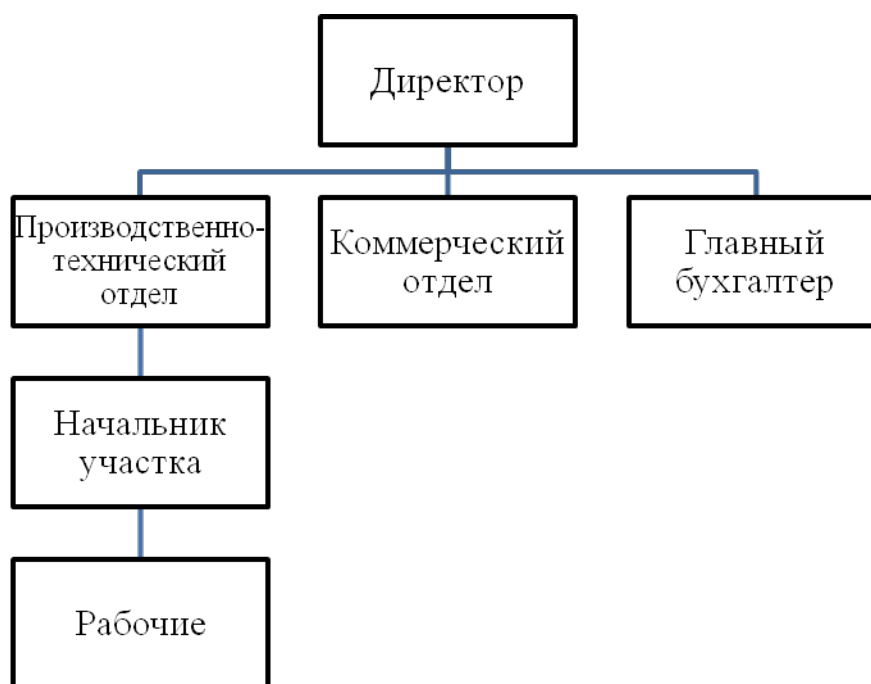 Директор
Производственно-
технический
отдел
Коммерческий
отдел
Главный
бухгалтер
Начальник
участка
Рабочие